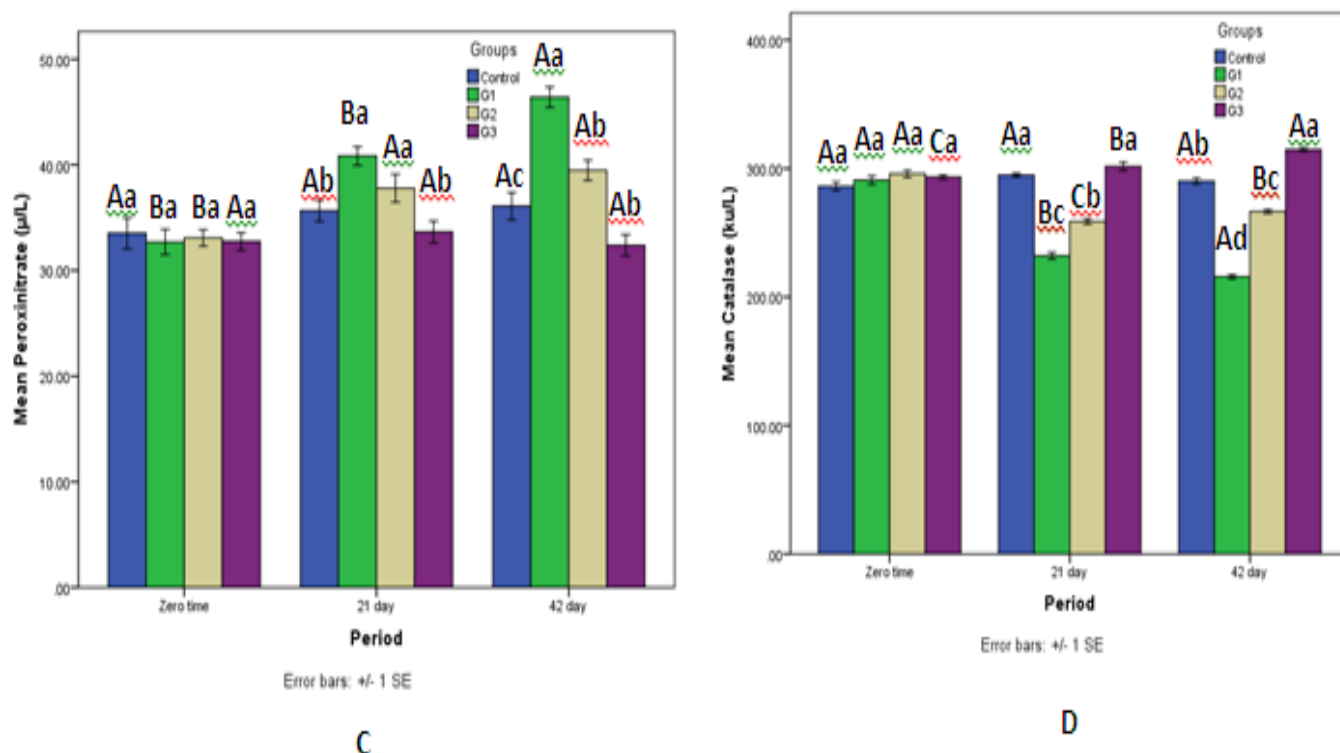 Mean Peroxinitrate (µ/L)
50.00
40.00
30.00
20.00
10.00
.00
Groups
Control
G1
G2
G3
Aa Ba Ba Aa
Ab Ba Aa Ab
Ac Aa Ab Ab
Zero time 21 day 42 day
Period
Error bars: +/- 1 SE
C
Mean Catalase (ku/L)
400.00
300.00
200.00
100.00
.00
Groups
Control
G1
G2
G3
Aa Aa Aa Ca
Aa Bc Cb Ba
Ab Ad Bc Aa
Zero time 21 day 42 day
Period
Error bars: +/- 1 SE
D